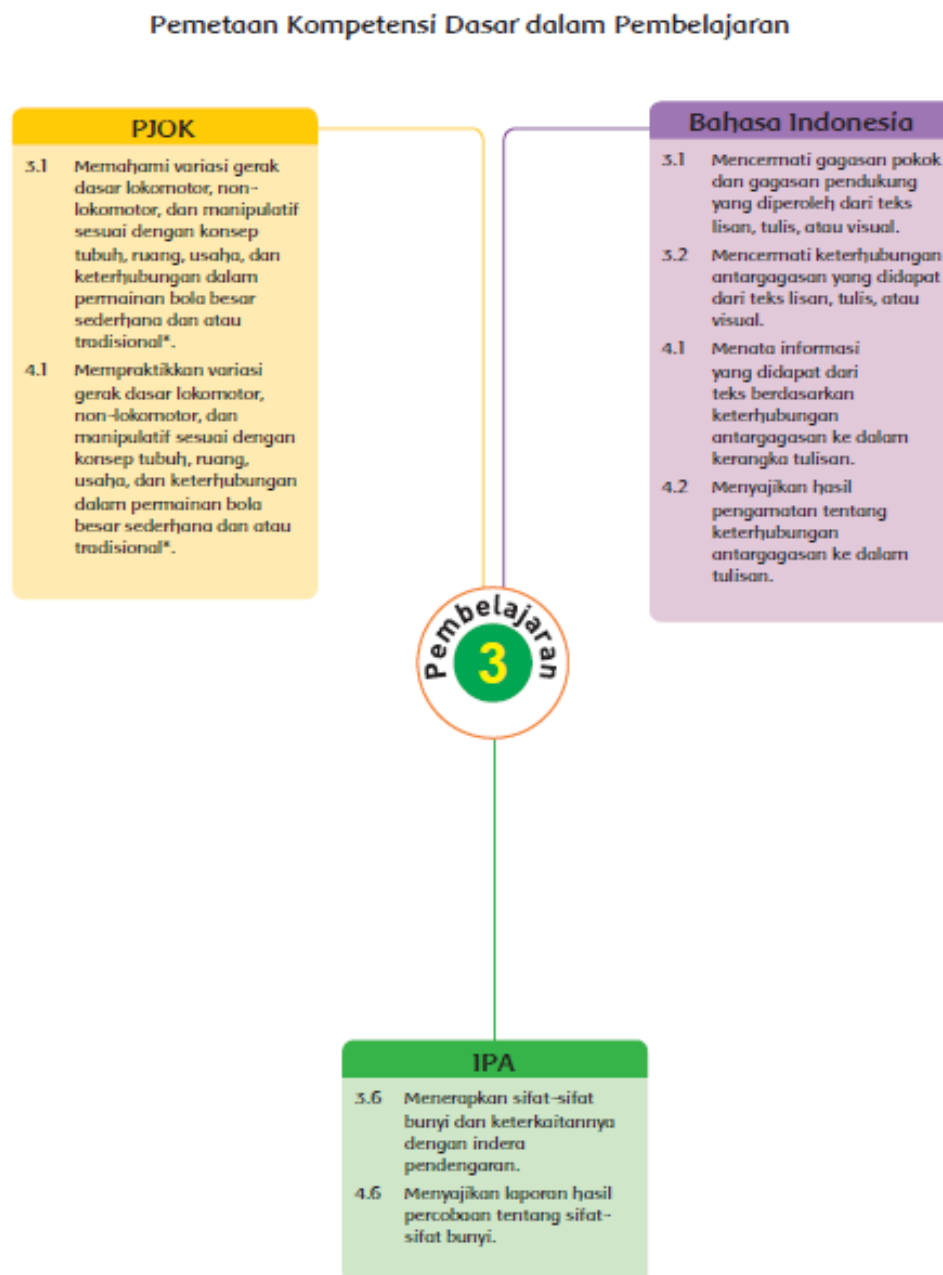 Pemetaan Kompetensi Dasar dalam Pembelajaran
PJOK
3.1 Memahami variasi gerak
dasar lokomotor, non-
lokomotor, dan manipulatif
sesuai dengan konsep
tubuh, ruang, usaha, dan
keterhubungan dalam
permainan bola besar
sederhana dan atau
tradisional*.
4.1 Mempraktikkan variasi
gerak dasar lokomotor,
non-lokomotor, dan
manipulatif sesuai dengan
konsep tubuh, ruang,
usaha, dan keterhubungan
dalam permainan bola
besar sederhana dan atau
tradisional*.
Bahasa Indonesia
3.1 Mencermati gagasan pokok
dan gagasan pendukung
yang diperoleh dari teks
lisan, tulis, atau visual.
3.2 Mencermati keterhubungan
antargagasan yang didapat
dari teks lisan, tulis, atau
visual.
4.1 Menata informasi
yang didapat dari
teks berdasarkan
keterhubungan
antargagasan ke dalam
kerangka tulisan.
4.2 Menyajikan hasil
pengamatan tentang
keterhubungan
antargagasan ke dalam
tulisan.
Pembelajaran
3
IPA
3.6 Menerapkan sifat-sifat
bunyi dan keterkaitannya
dengan indera
pendengaran.
4.6 Menyajikan laporan hasil
percobaan tentang sifat-
sifat bunyi.